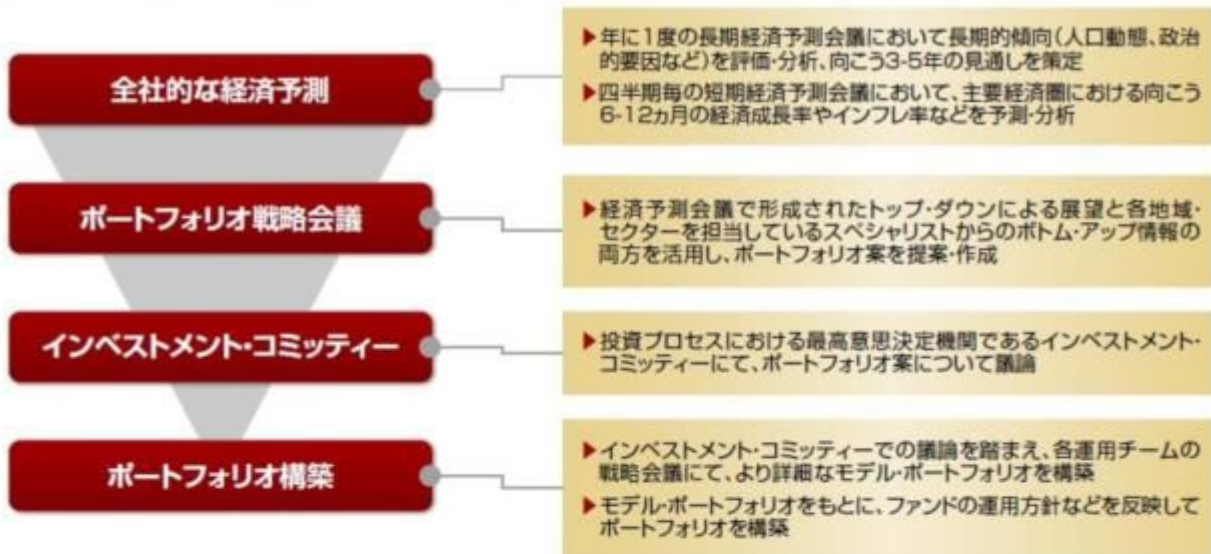 全社的な経済予測
▶年に1度の長期経済予測会議において長期的傾向(人口動態、政治
的要因など)を評価・分析、向こう3-5年の見通しを策定
▶四半期毎の短期経済予測会議において、主要経済圏における向こう
6-12ヵ月の経済成長率やインフレ率などを予測・分析
ポートフォリオ戦略会議
▶経済予測会議で形成されたトップ・ダウンによる展望と各地域・
セクターを担当しているスペシャリストからのボトム・アップ情報の
両方を活用し、ポートフォリオ案を提案・作成
インベストメント・コミッティー
▶投資プロセスにおける最高意思決定機関であるインベストメント・
コミッティーにて、ポートフォリオ案について議論
ポートフォリオ構築
▶インベストメント・コミッティーでの議論を踏まえ、各運用チームの
戦略会議にて、より詳細なモデル・ポートフォリオを構築
▶モデル・ポートフォリオをもとに、ファンドの運用方針などを反映して
ポートフォリオを構築